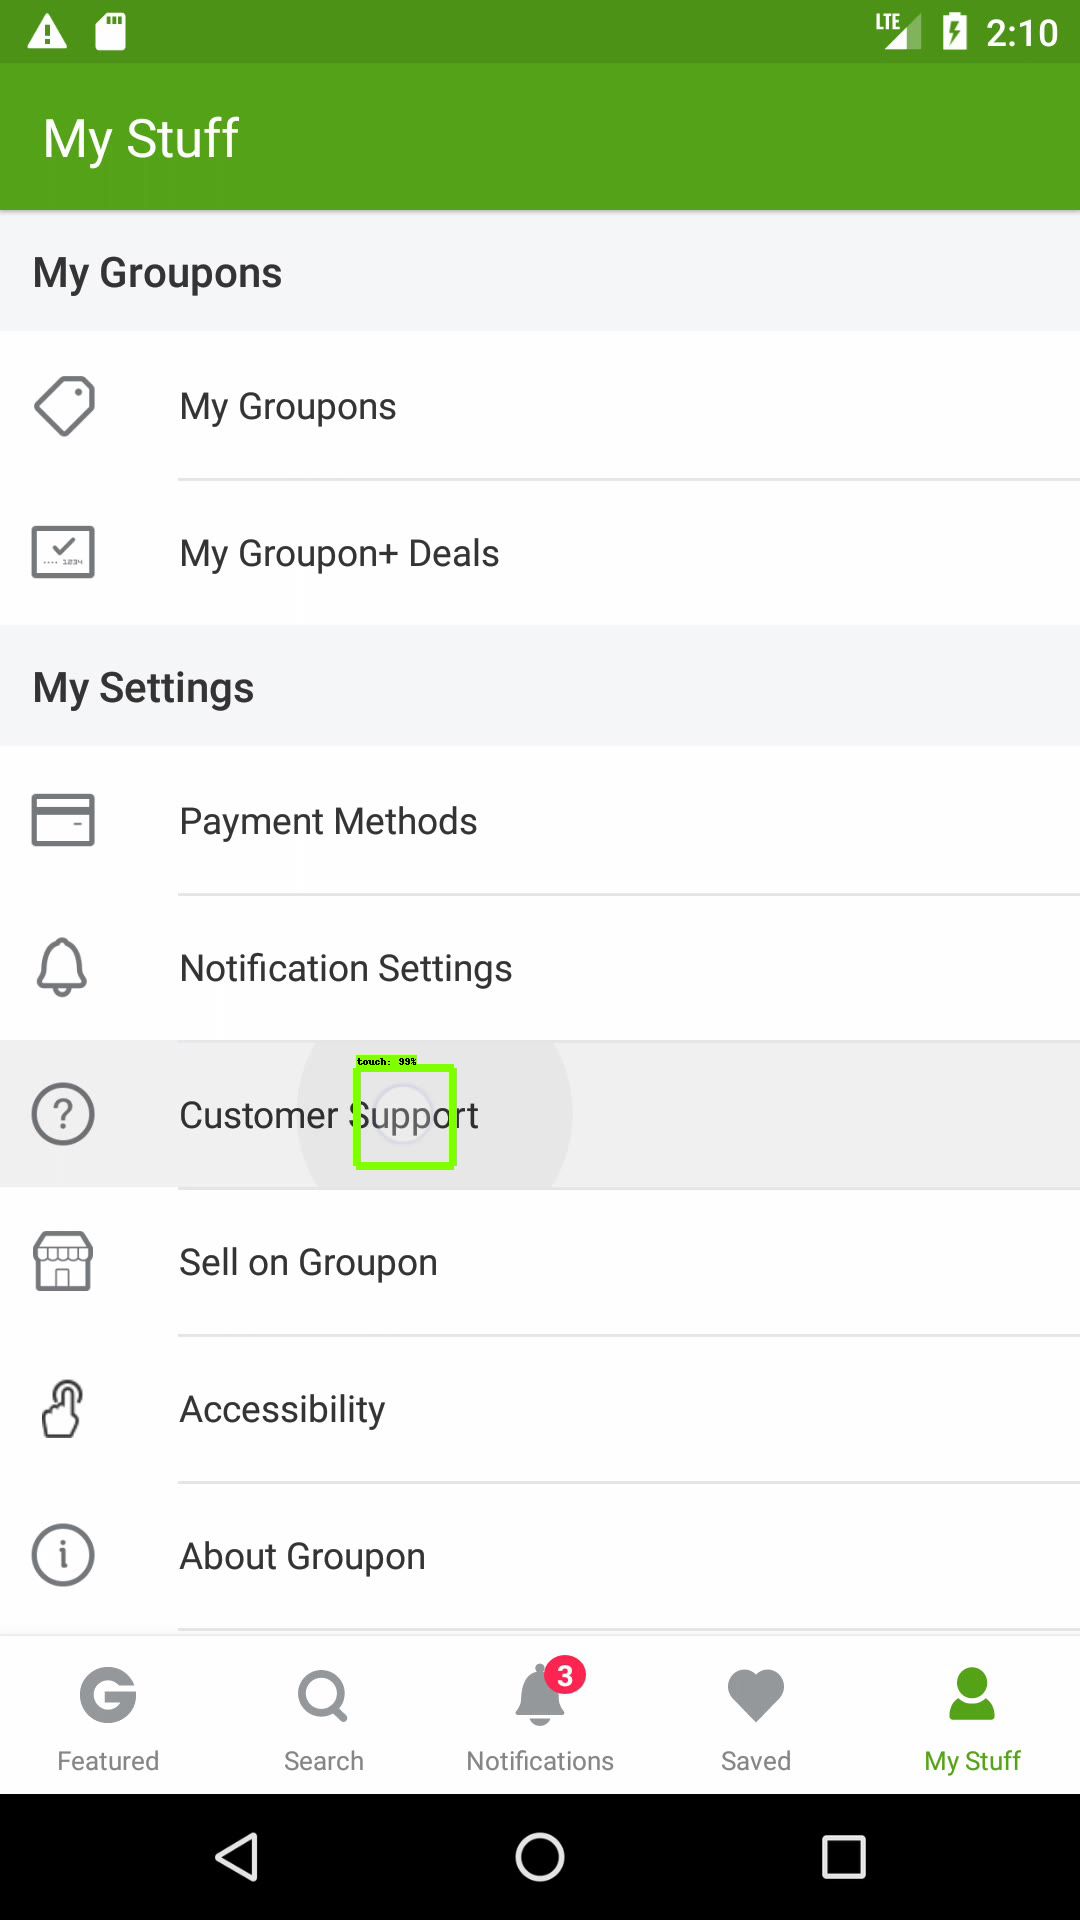 LTE 2:10
My Stuff
My Groupons
My Groupons
1234
My Groupon+ Deals
My Settings
Payment Methods
Notification Settings
touch: 99%
? Customer Support
Sell on Groupon
Accessibility
i About Groupon
G 3
Featured Search Notifications Saved My Stuff